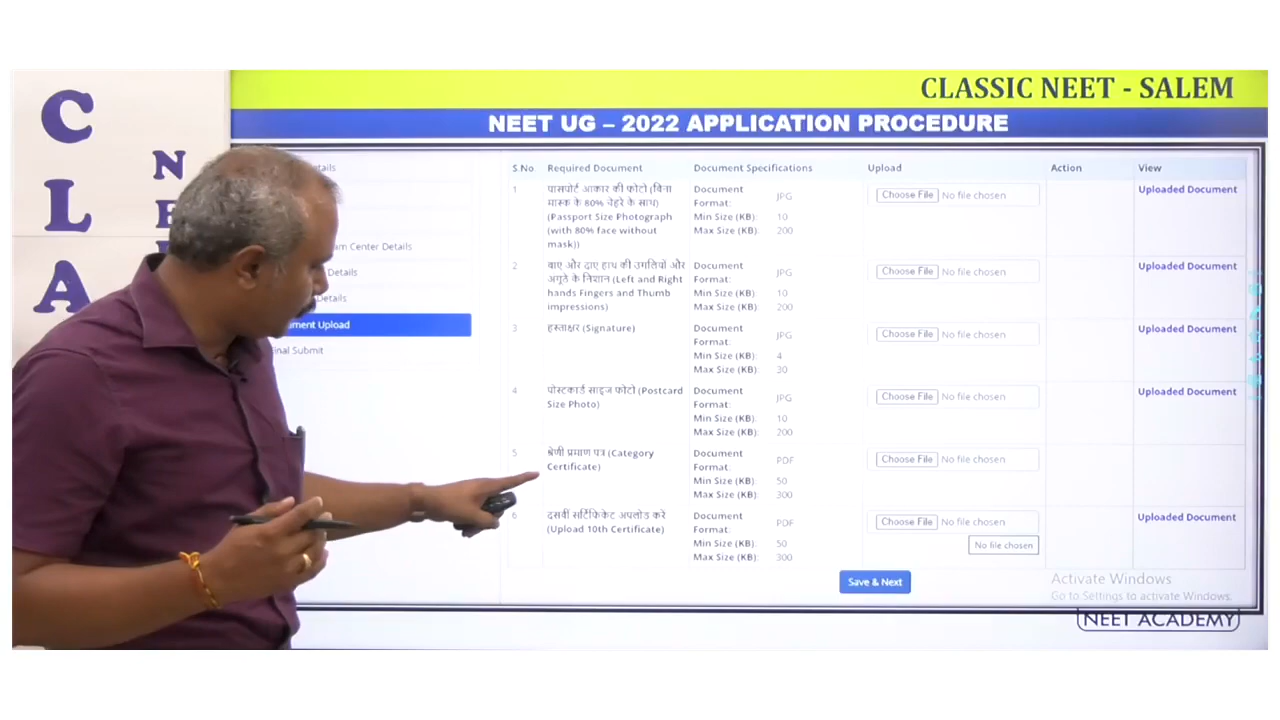 CLASSIC NEET - SALEM
NEET UG – 2022 APPLICATION PROCEDURE
C
L
A
N
E
S.No
Required Document
Document Specifications
Upload
Action
View
1
पासपोर्ट आकार की फोटो (बिना
मास्क के 80% चेहरे के साथ)
(Passport Size Photograph
(with 80% face without
mask))
Document
Format:
JPG
Min Size (KB): 10
Max Size (KB): 200
Choose File No file chosen
Uploaded Document
2
बाए और दाए हाथ की उंगलियों और
अंगूठे के निशान (Left and Right
hands Fingers and Thumb
impressions)
Document
Format:
JPG
Min Size (KB): 10
Max Size (KB): 200
Choose File No file chosen
Uploaded Document
3
हस्ताक्षर (Signature)
Document
Format:
JPG
Min Size (KB): 4
Max Size (KB): 30
Choose File No file chosen
Uploaded Document
4
पोस्टकार्ड साइज फोटो (Postcard
Size Photo)
Document
Format:
JPG
Min Size (KB): 10
Max Size (KB): 200
Choose File No file chosen
Uploaded Document
5
श्रेणी प्रमाण पत्र (Category
Certificate)
Document
Format:
PDF
Min Size (KB): 50
Max Size (KB): 300
Choose File No file chosen
6
दसवीं सर्टिफिकेट अपलोड करे
(Upload 10th Certificate)
Document
Format:
PDF
Min Size (KB): 50
Max Size (KB): 300
Choose File No file chosen
No file chosen
Uploaded Document
Center Details
Details
Details
Upload
Submit
Save & Next
Activate Windows
Go to Settings to activate Windows.
NEET ACADEMY